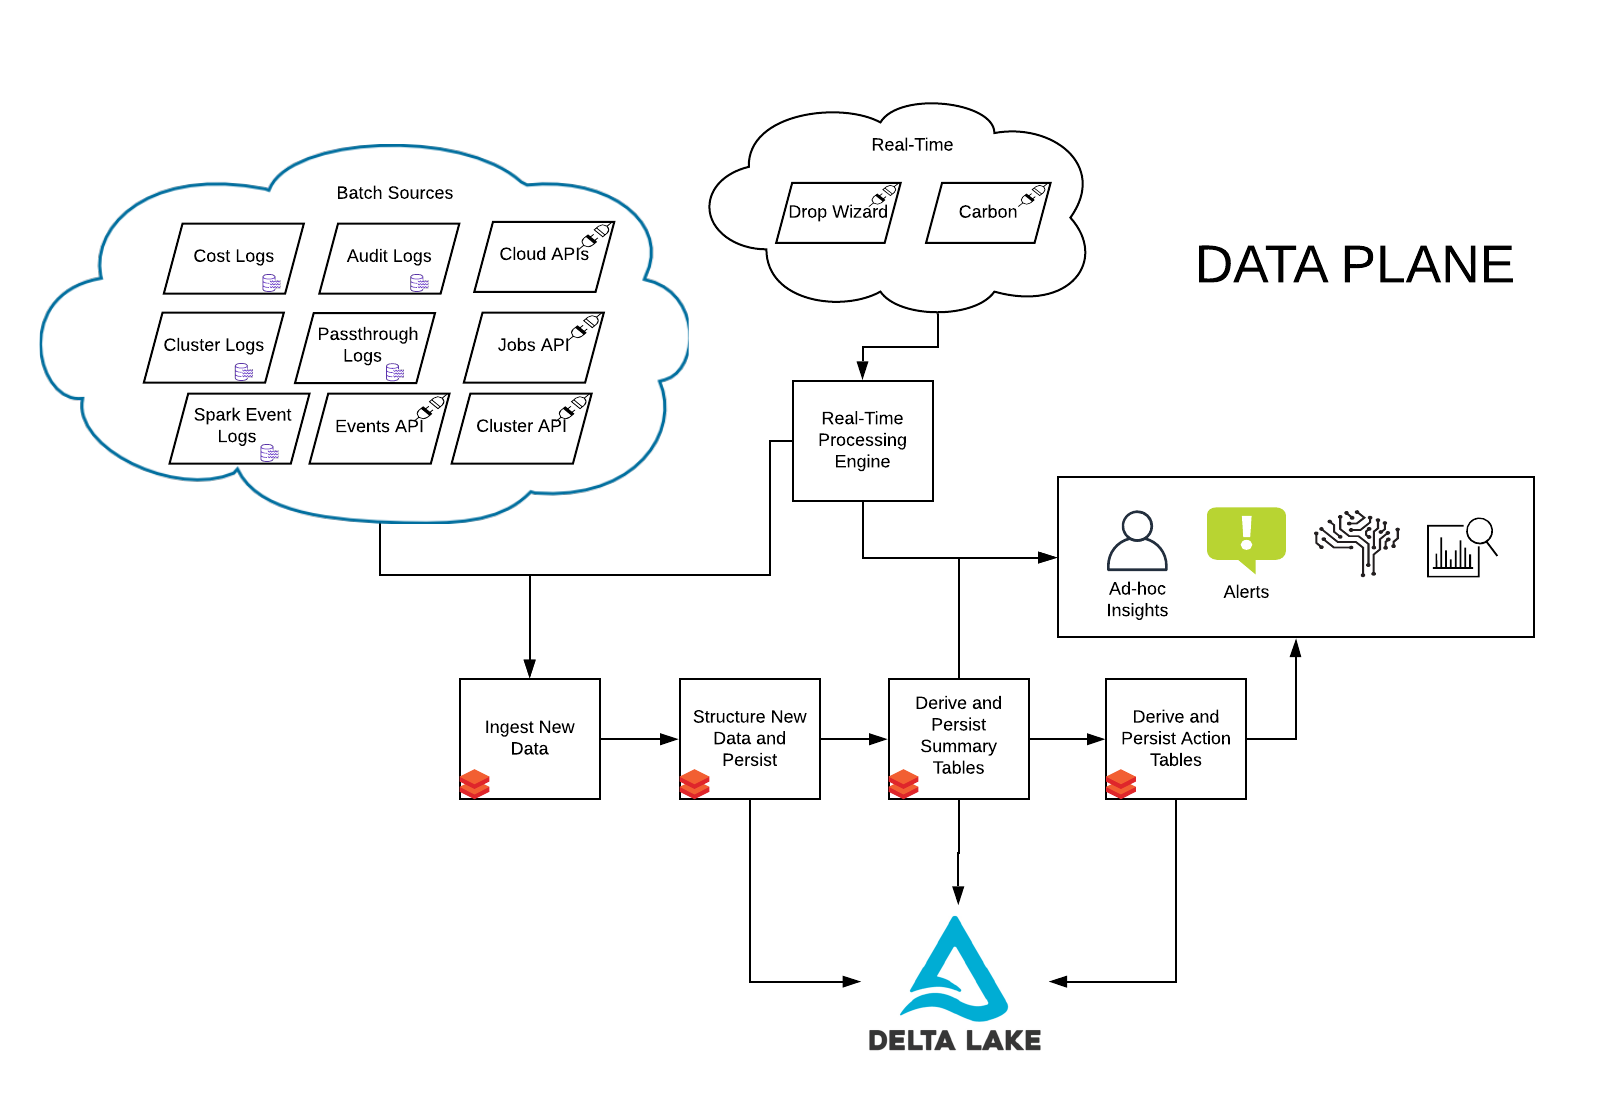 Real-Time
Drop Wizard
Carbon
Batch Sources
Cost Logs
Audit Logs
Cloud APIs
Cluster Logs
Passthrough
Logs
Jobs API
Spark Event
Logs
Events API
Cluster API
DATA PLANE
Real-Time
Processing
Engine
Ad-hoc
Insights
Alerts
Ingest New
Data
Structure New
Data and
Persist
Derive and
Persist
Summary
Tables
Derive and
Persist Action
Tables
DELTA LAKE